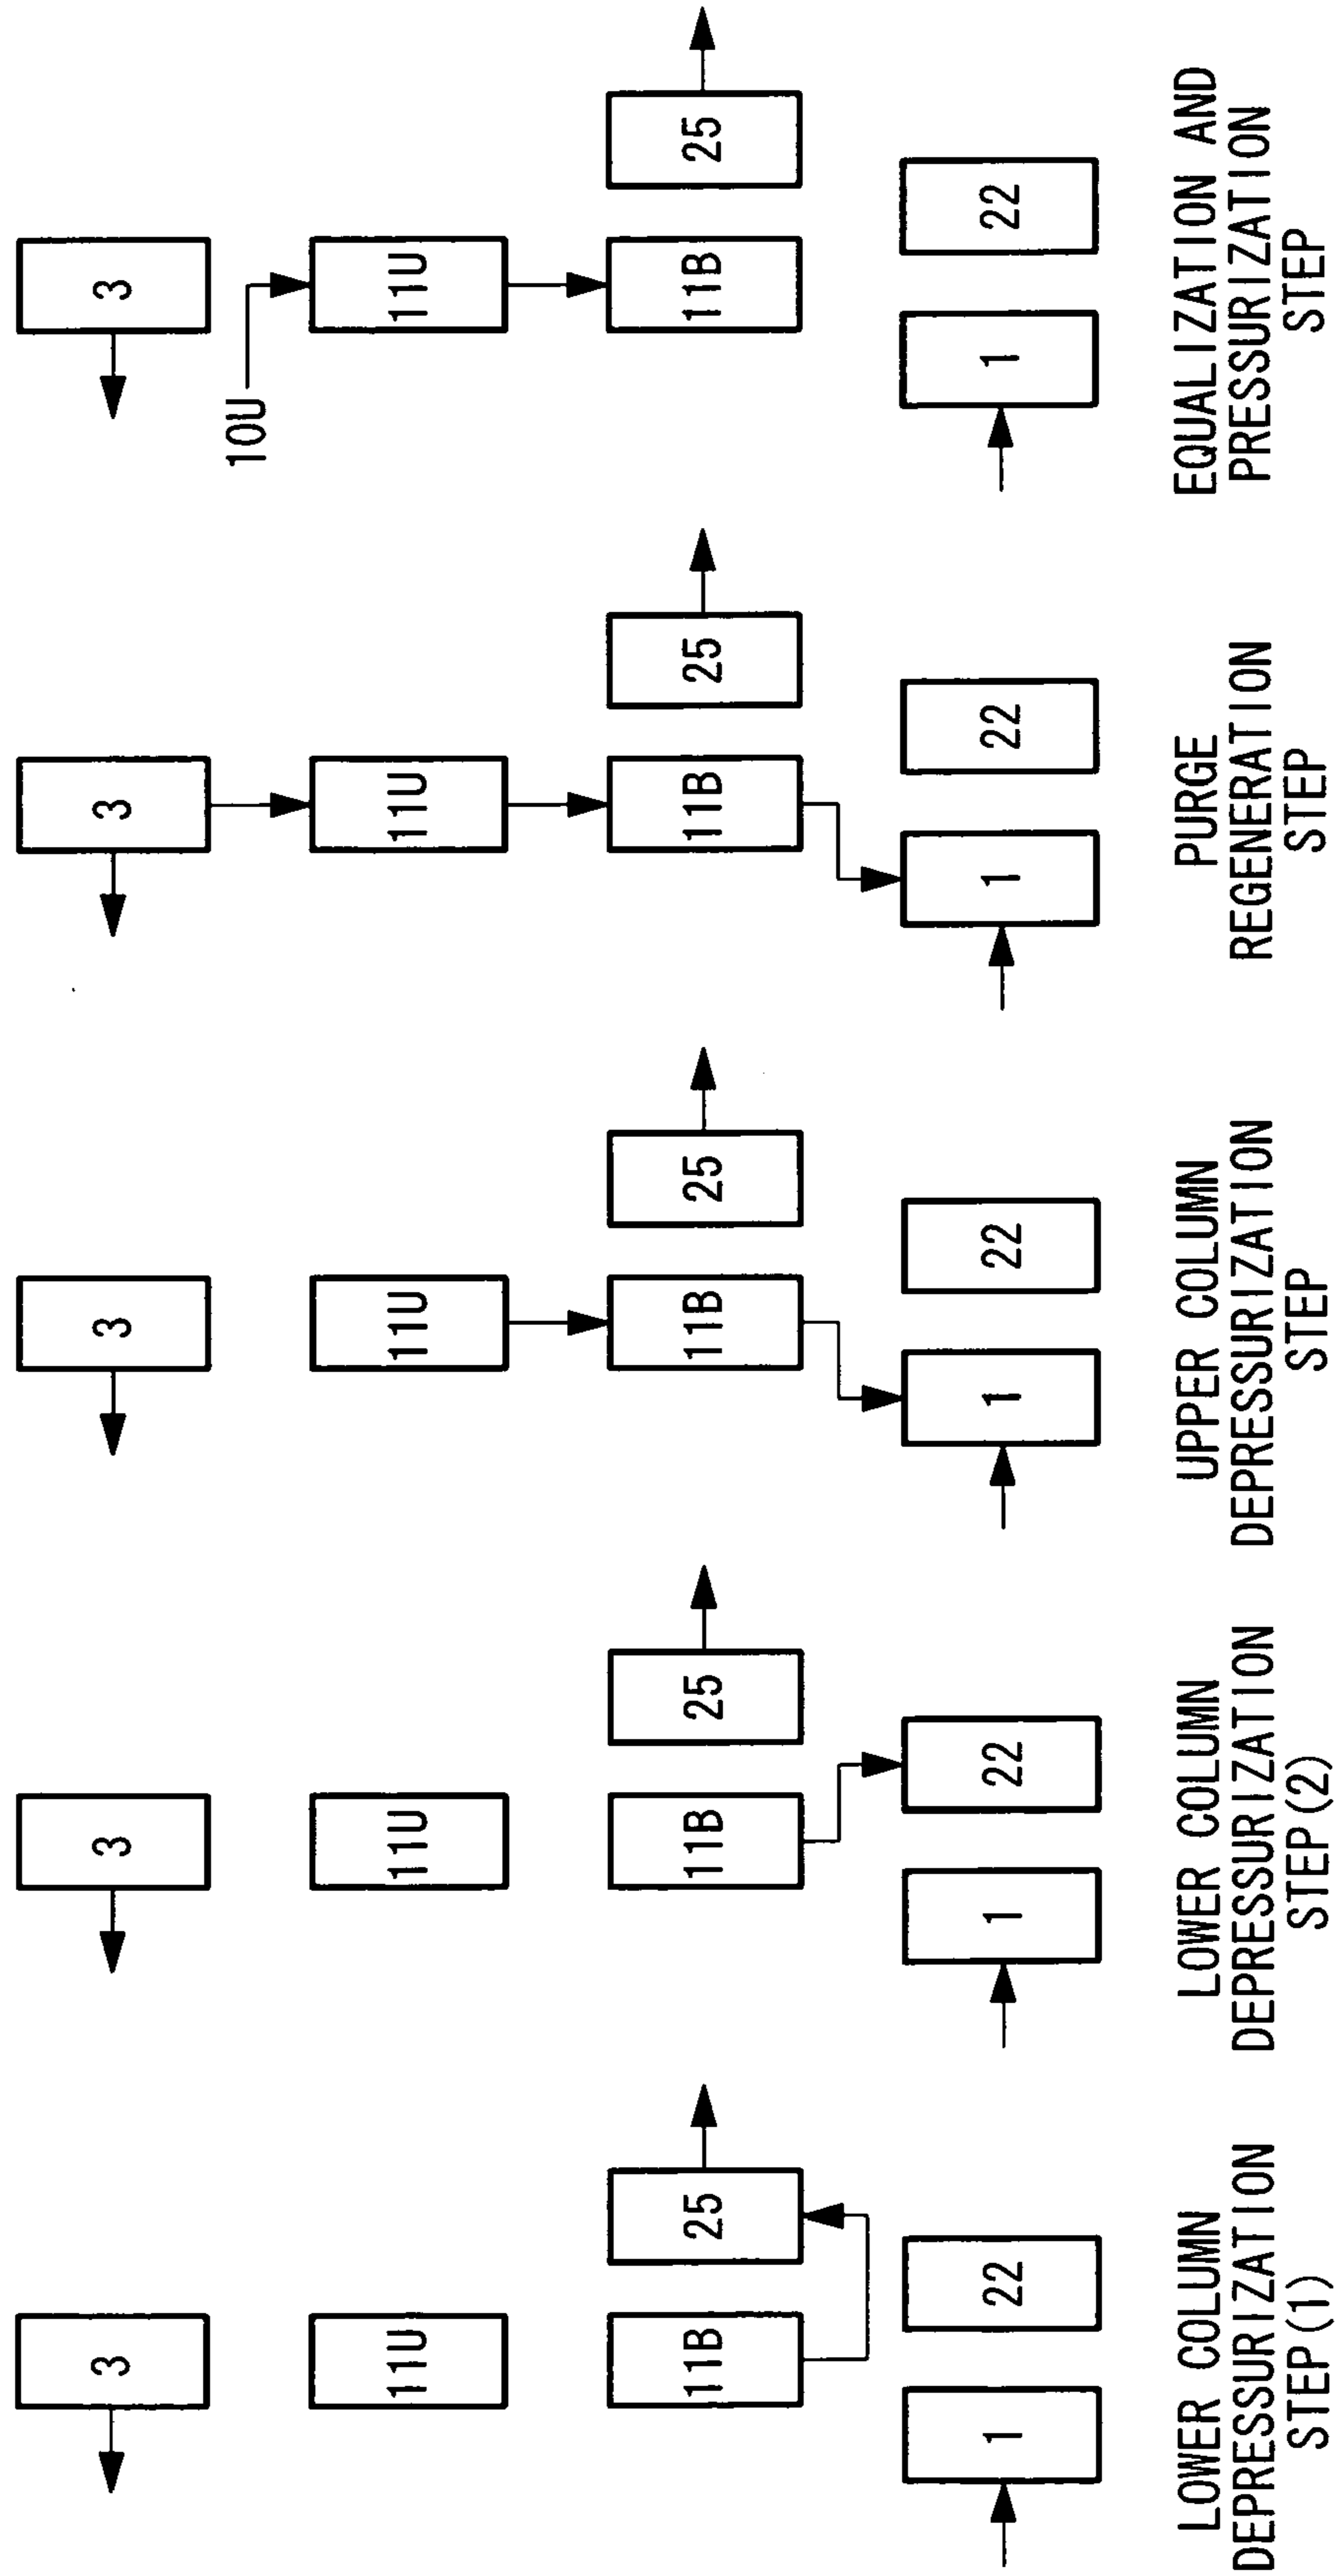 3
11U
11B
25
1
22
LOWER COLUMN
DEPRESSURIZATION
STEP(1)
3
11U
11B
25
1
22
LOWER COLUMN
DEPRESSURIZATION
STEP(2)
3
11U
11B
25
1
22
UPPER COLUMN
DEPRESSURIZATION
STEP
3
11U
11B
25
1
22
PURGE
REGENERATION
STEP
3
10U
11U
11B
25
1
22
EQUALIZATION AND
PRESSURIZATION
STEP